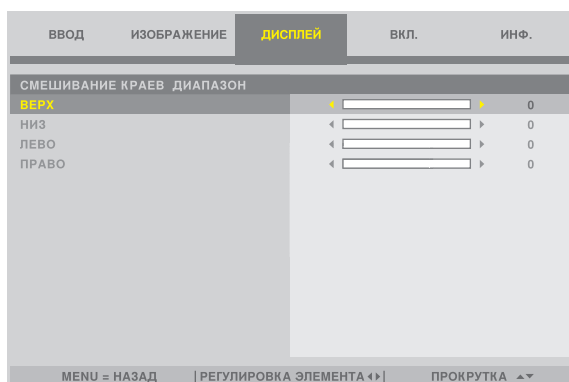 ВВОД ИЗОБРАЖЕНИЕ ДИСПЛЕЙ ВКЛ. ИНФ.
СМЕШИВАНИЕ КРАЕВ ДИАПАЗОН
ВЕРХ 0
НИЗ 0
ЛЕВО 0
ПРАВО 0
MENU = НАЗАД |РЕГУЛИРОВКА ЭЛЕМЕНТА| ПРОКРУТКА